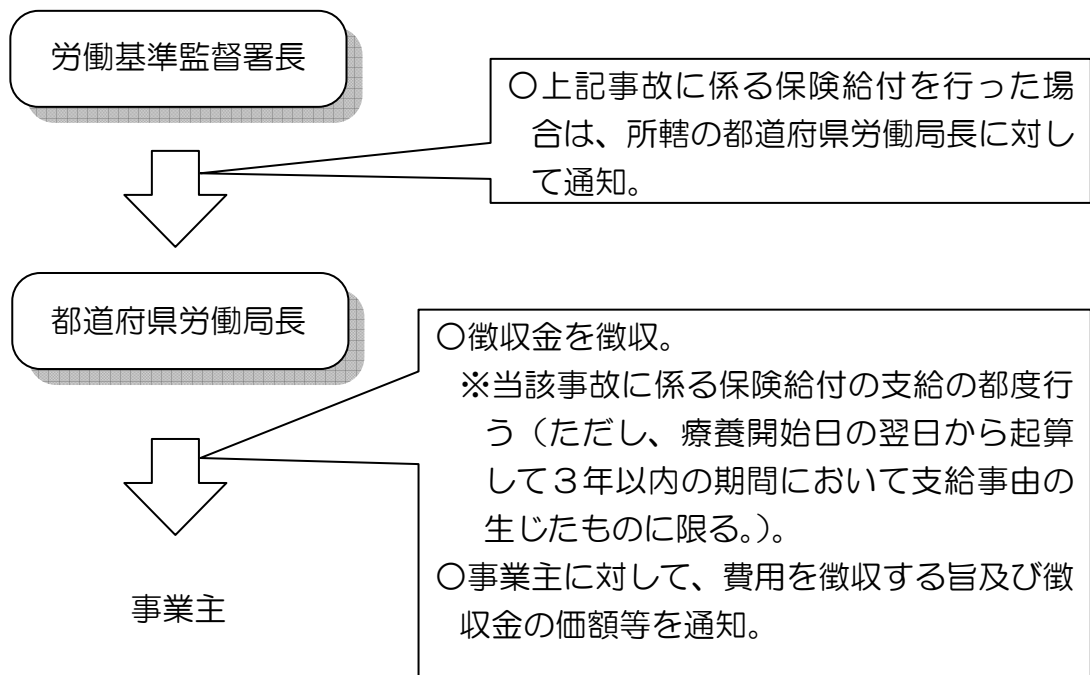 労働基準監督署長
〇上記事故に係る保険給付を行った場
合は、所轄の都道府県労働局長に対し
て通知。
都道府県労働局長
〇徴収金を徴収。
※当該事故に係る保険給付の支給の都度行
う（ただし、療養開始日の翌日から起算
して３年以内の期間において支給事由の
生じたものに限る。）。
〇事業主に対して、費用を徴収する旨及び徴
収金の価額等を通知。
事業主